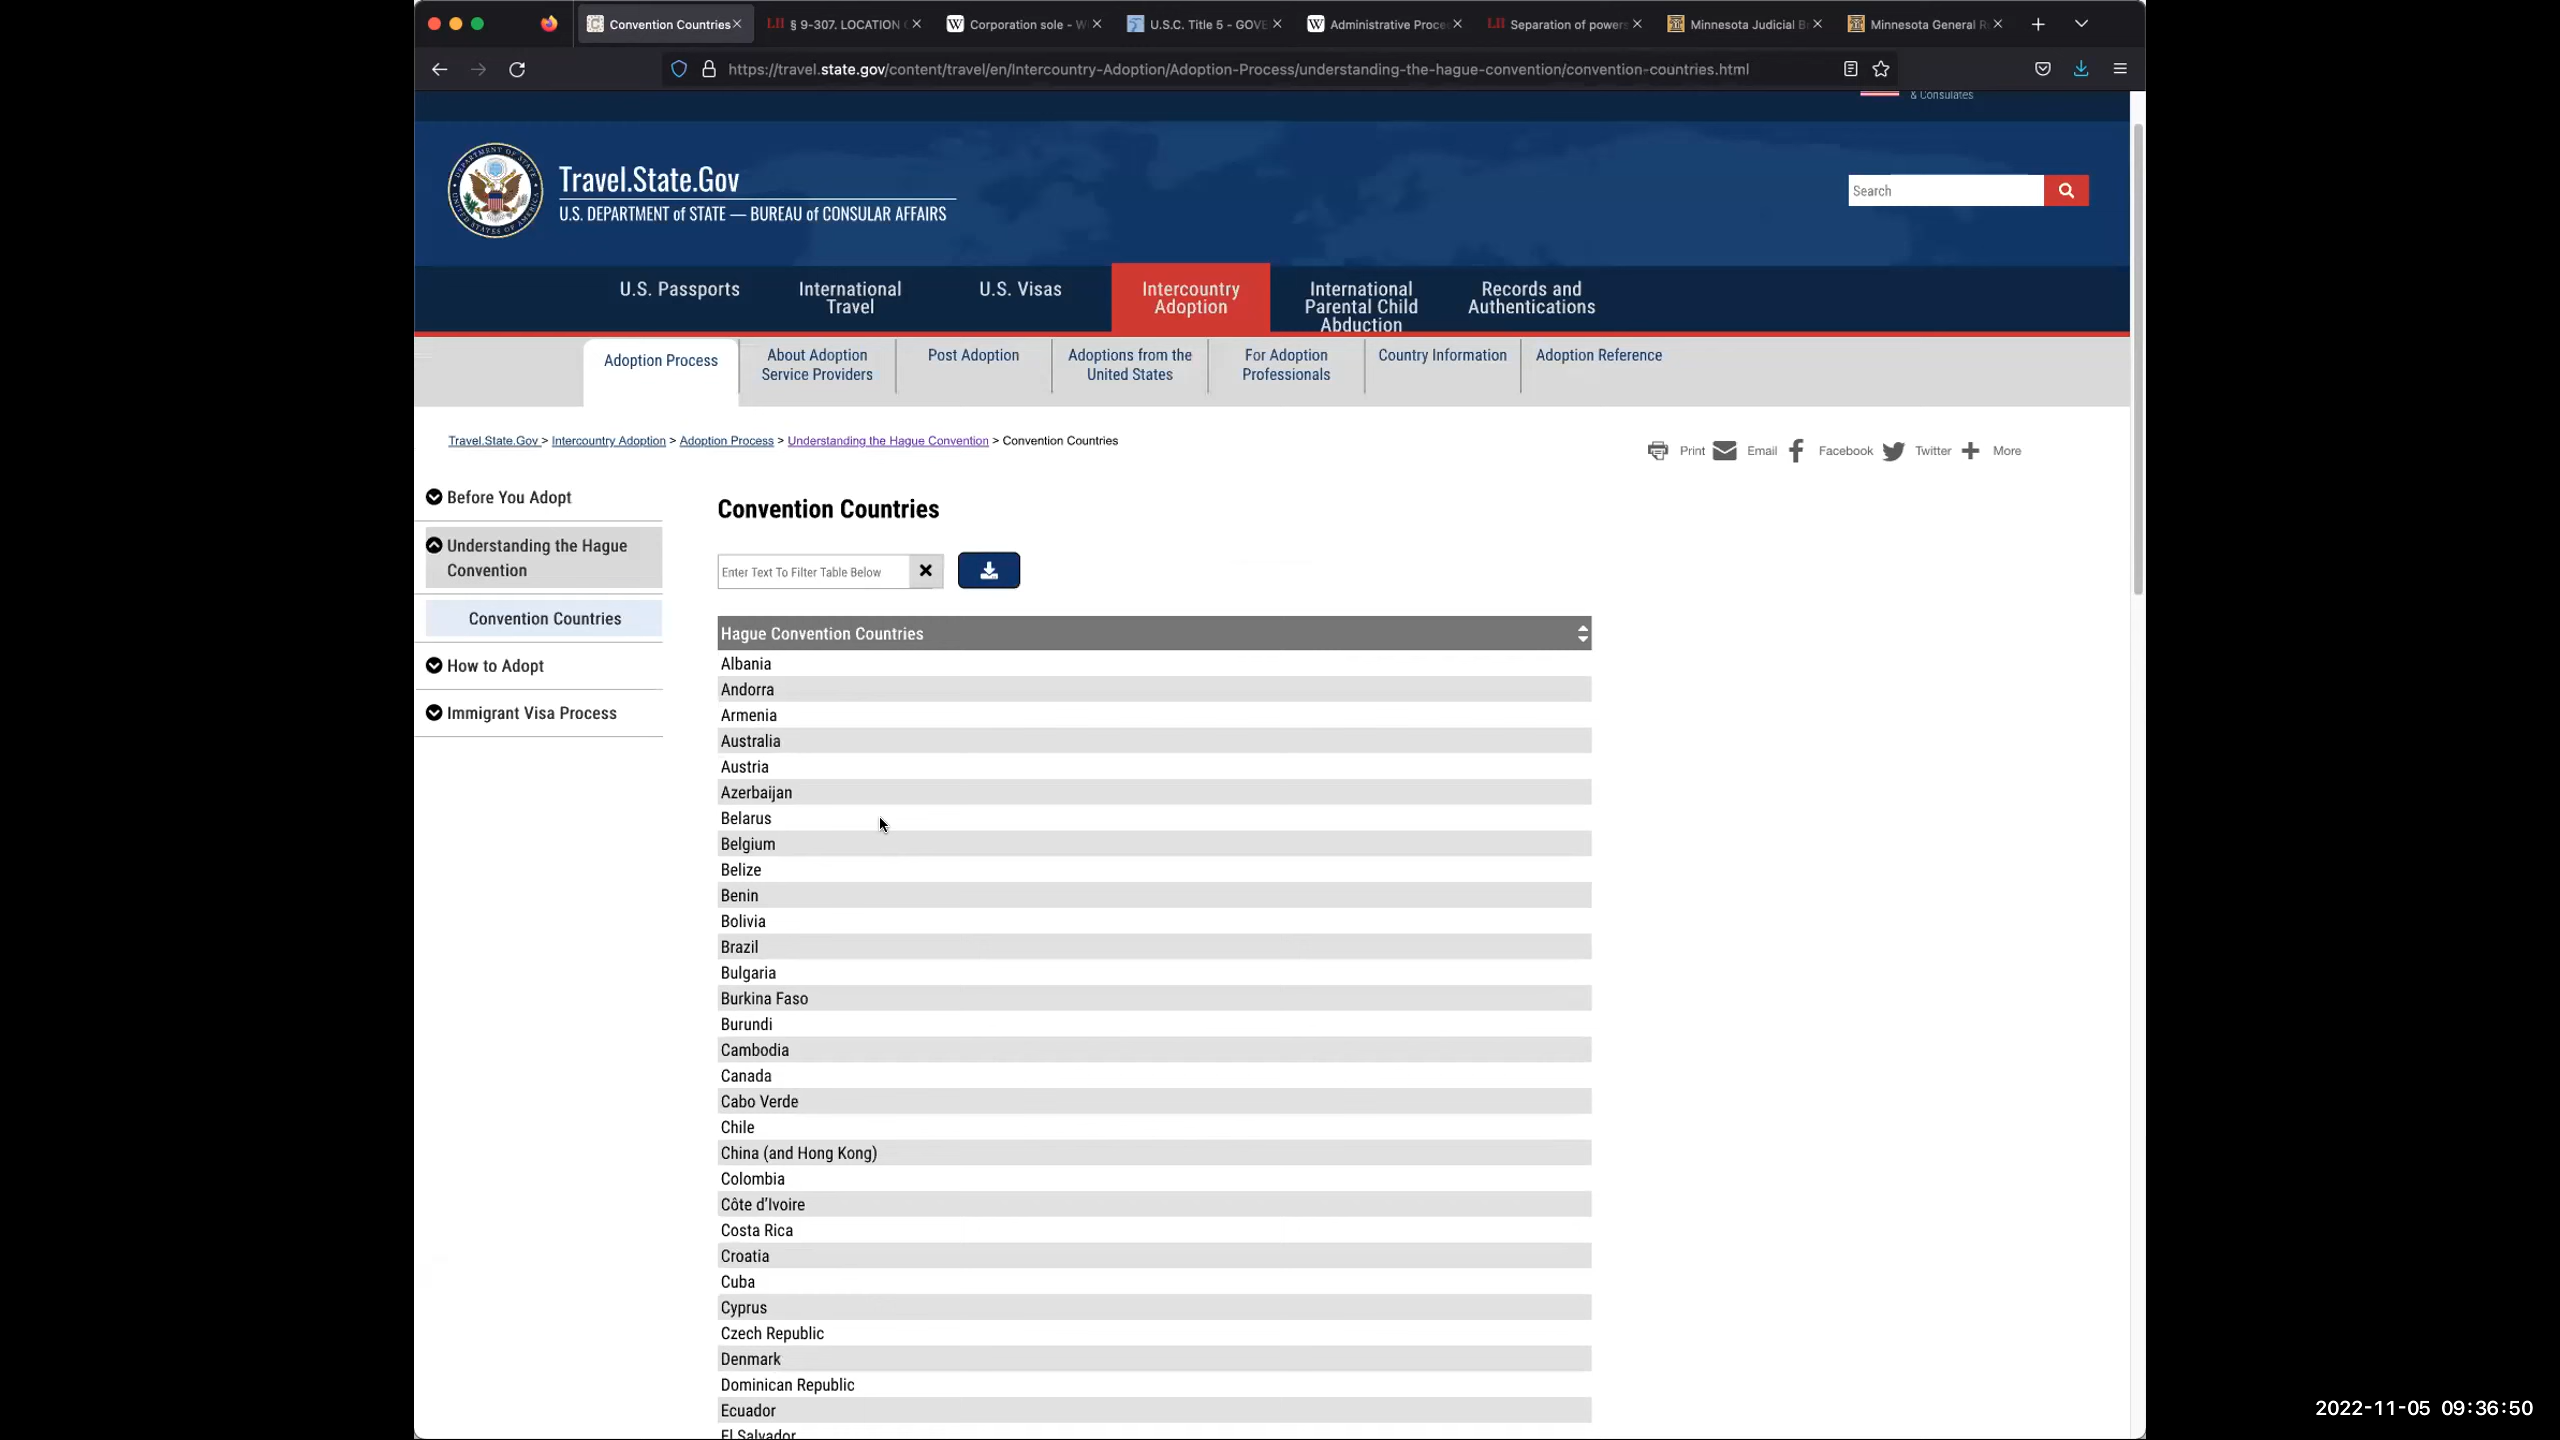 Convention Countries
§ 9-307. LOCATION
Corporation sole - W
U.S.C. Title 5 - GOVE
Administrative Proce
Separation of powers
Minnesota Judicial B
Minnesota General R
https://travel.state.gov/content/travel/en/Intercountry-Adoption/Adoption-Process/understanding-the-hague-convention/convention-countries.html
& Consulates
Travel.State.Gov
U.S. DEPARTMENT of STATE — BUREAU of CONSULAR AFFAIRS
Search
U.S. Passports
International
Travel
U.S. Visas
Intercountry
Adoption
International
Parental Child
Abduction
Records and
Authentications
Adoption Process
About Adoption
Service Providers
Post Adoption
Adoptions from the
United States
For Adoption
Professionals
Country Information
Adoption Reference
Travel.State.Gov > Intercountry Adoption > Adoption Process > Understanding the Hague Convention > Convention Countries
Print Email Facebook Twitter More
Before You Adopt
Understanding the Hague
Convention
Convention Countries
How to Adopt
Immigrant Visa Process
Convention Countries
Enter Text To Filter Table Below
Hague Convention Countries
Albania
Andorra
Armenia
Australia
Austria
Azerbaijan
Belarus
Belgium
Belize
Benin
Bolivia
Brazil
Bulgaria
Burkina Faso
Burundi
Cambodia
Canada
Cabo Verde
Chile
China (and Hong Kong)
Colombia
Côte d’Ivoire
Costa Rica
Croatia
Cuba
Cyprus
Czech Republic
Denmark
Dominican Republic
Ecuador
El Salvador
2022-11-05 09:36:50